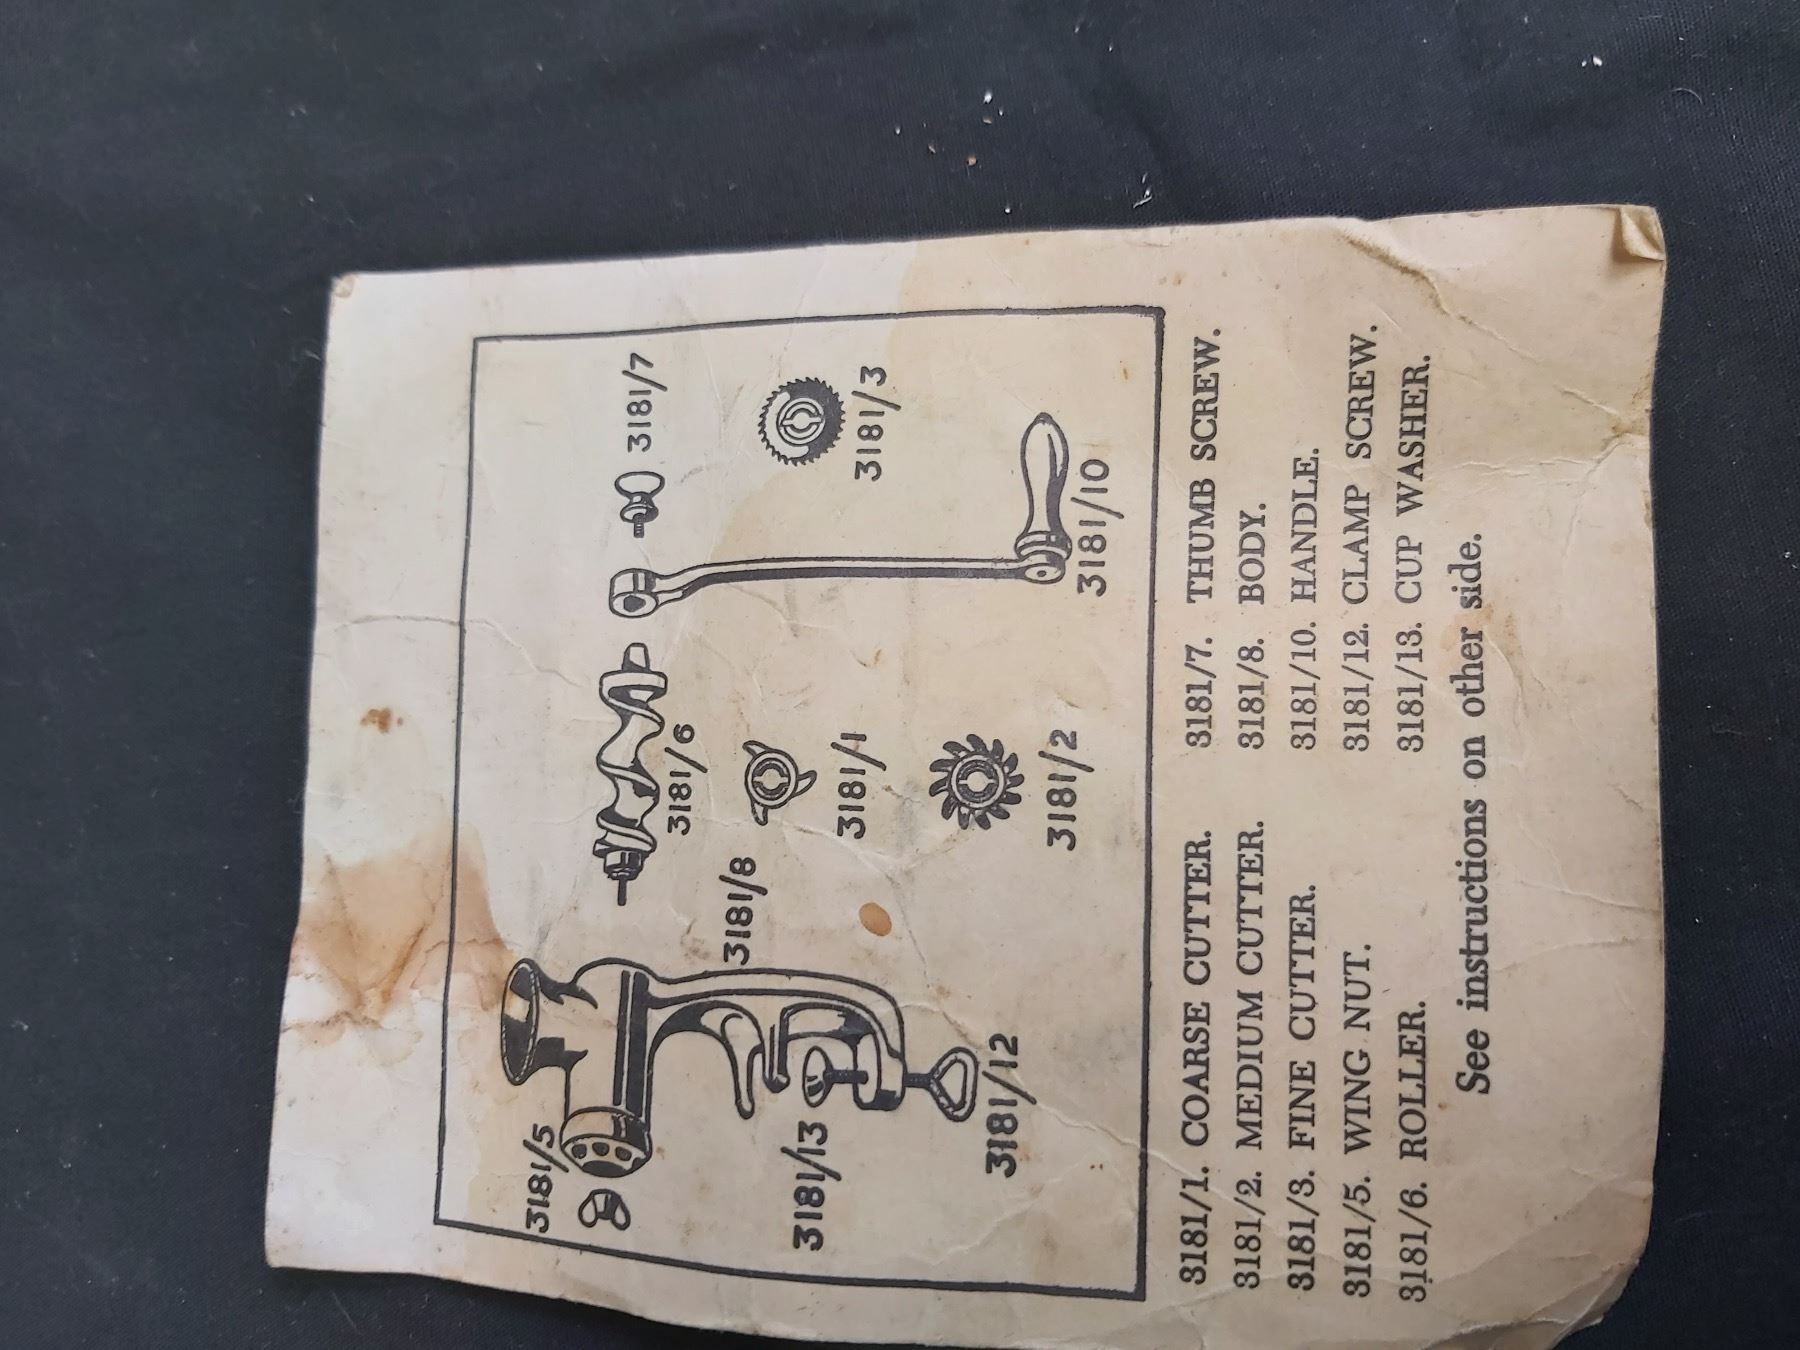 3181/5
3181/8
3181/6
3181/7
3181/13
3181/1
3181/3
3181/12
3181/2
3181/10
3181/1. COARSE CUTTER.
3181/2. MEDIUM CUTTER.
3181/3. FINE CUTTER.
3181/5. WING NUT.
3181/6. ROLLER.
3181/7. THUMB SCREW.
3181/8. BODY.
3181/10. HANDLE.
3181/12. CLAMP SCREW.
3181/13. CUP WASHER.
See instructions on other side.